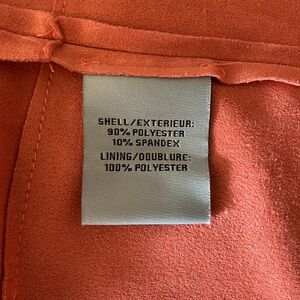 SHELL/EXTERIEUR:
90% POLYESTER
10% SPANDEX
LINING/DOUBLURE:
100% POLYESTER